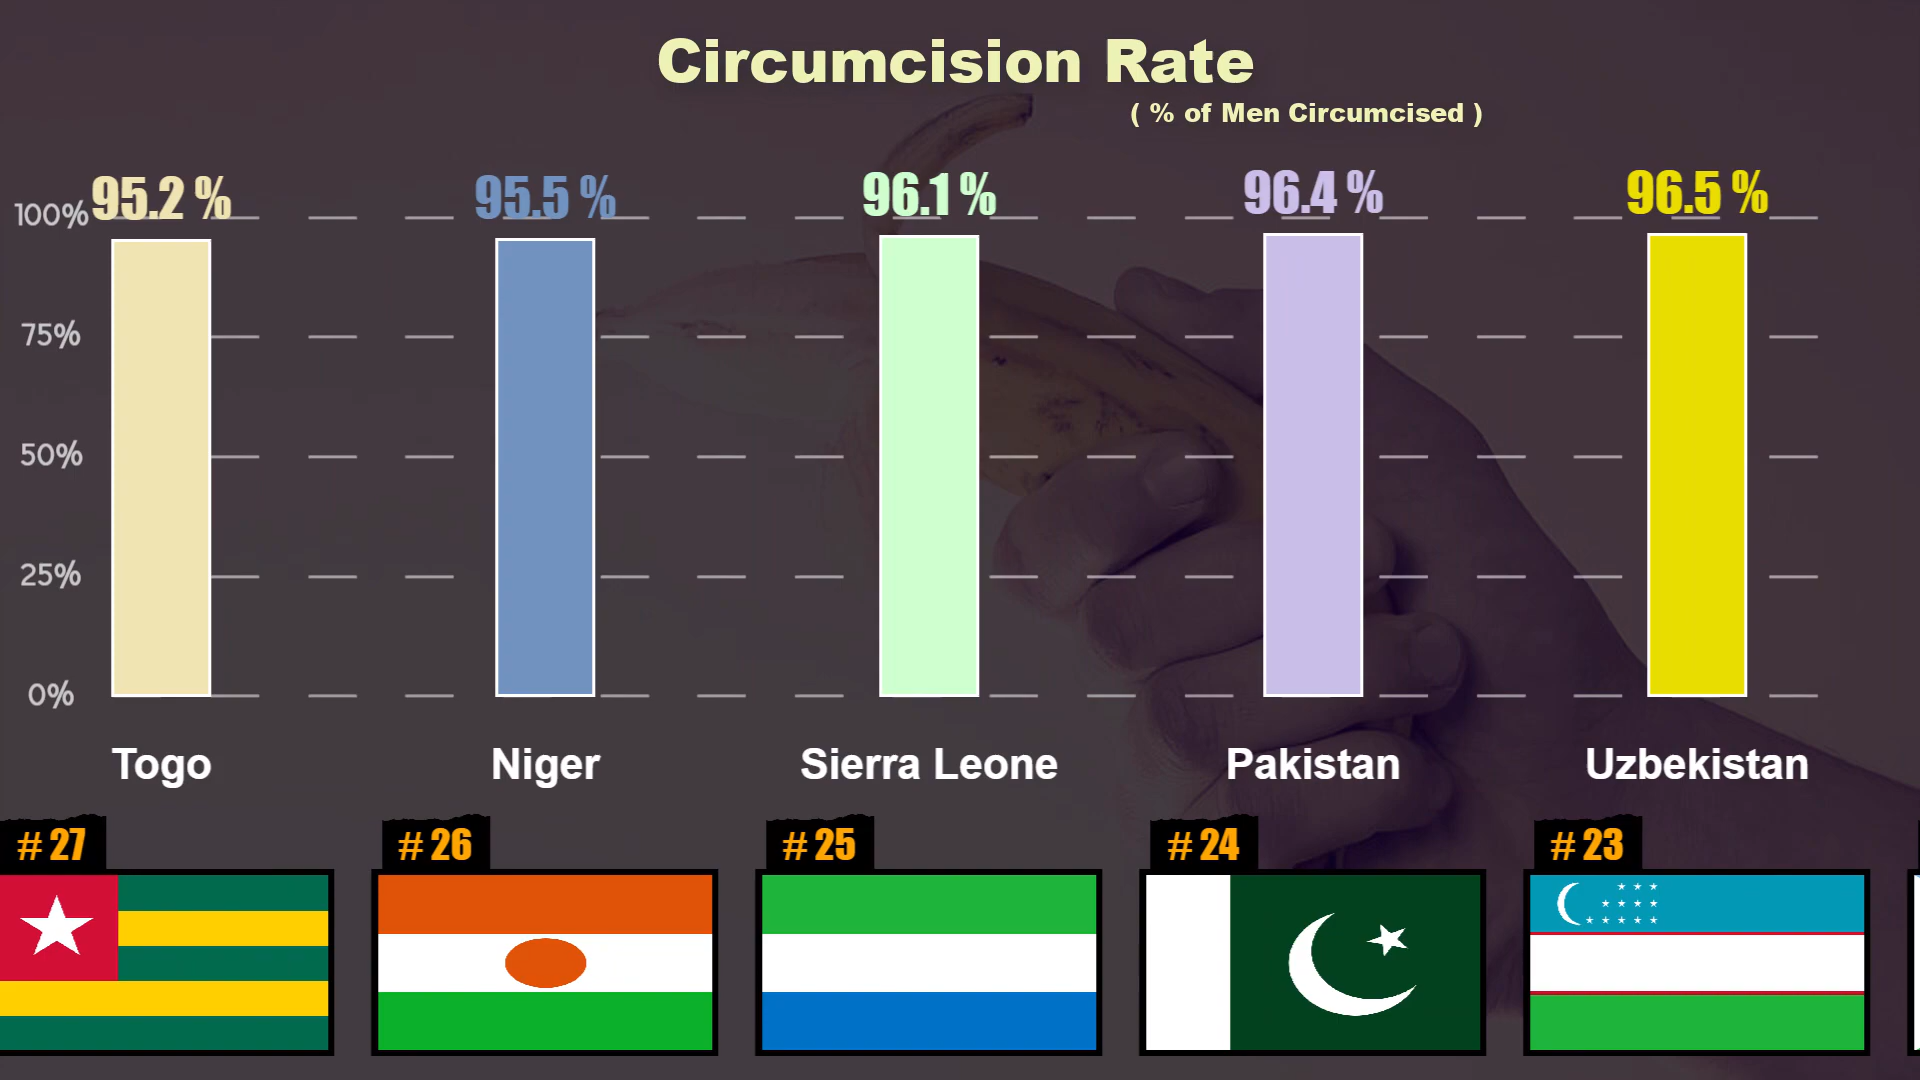 Circumcision Rate
( % of Men Circumcised )
95.2 % 95.5 % 96.1 % 96.4 % 96.5 %
100%
75%
50%
25%
0%
Togo Niger Sierra Leone Pakistan Uzbekistan
# 27 # 26 # 25 # 24 # 23